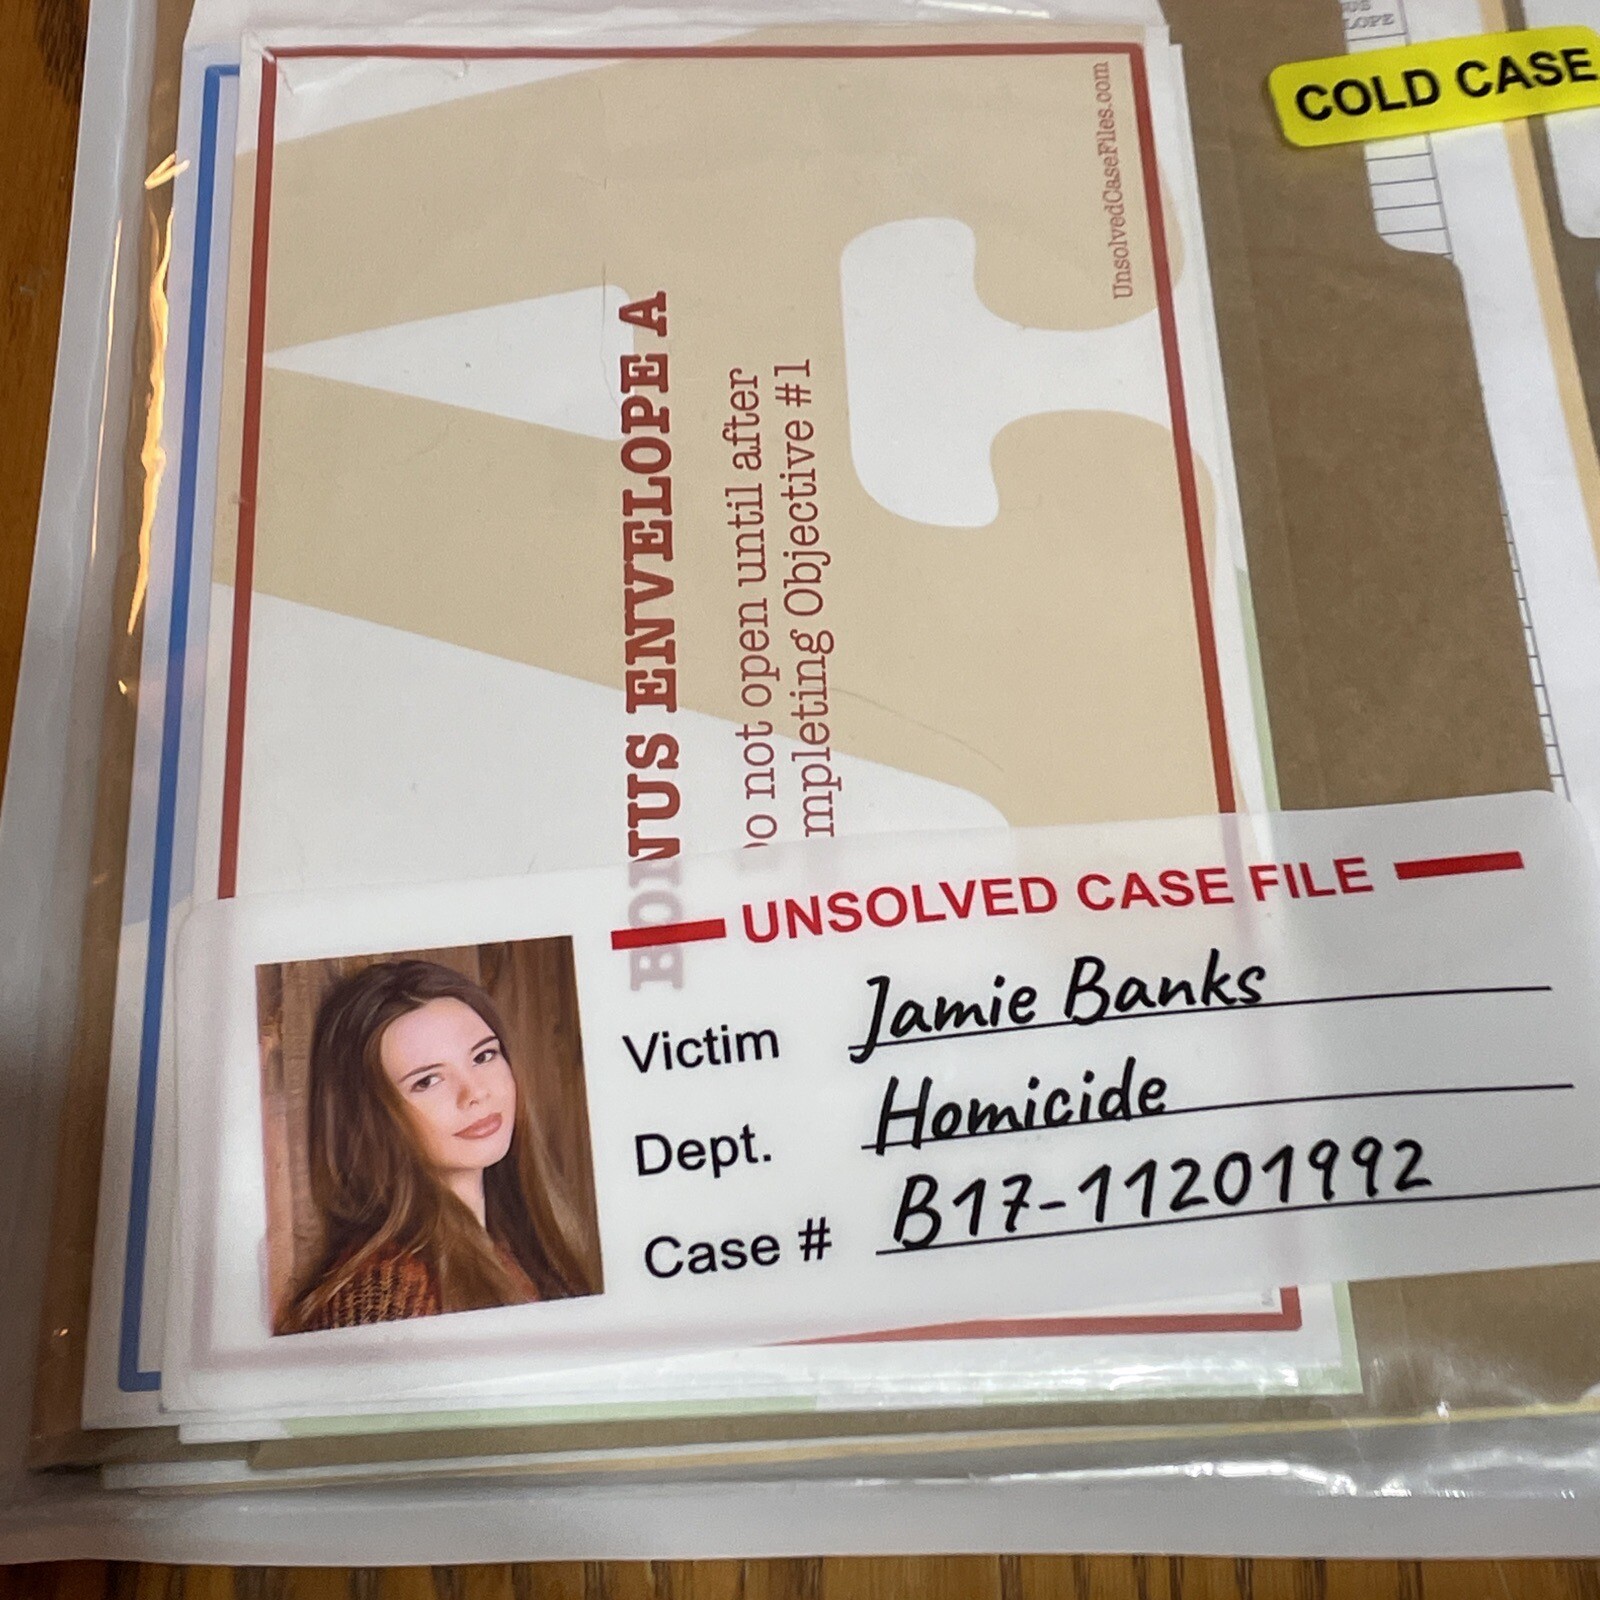 COLD CASE
UnsolvedCaseFiles.com
BONUS ENVELOPE A
not open until after
Objective #1
UNSOLVED CASE FILE
Victim Jamie Banks
Dept. Homicide
Case # B17-11201992